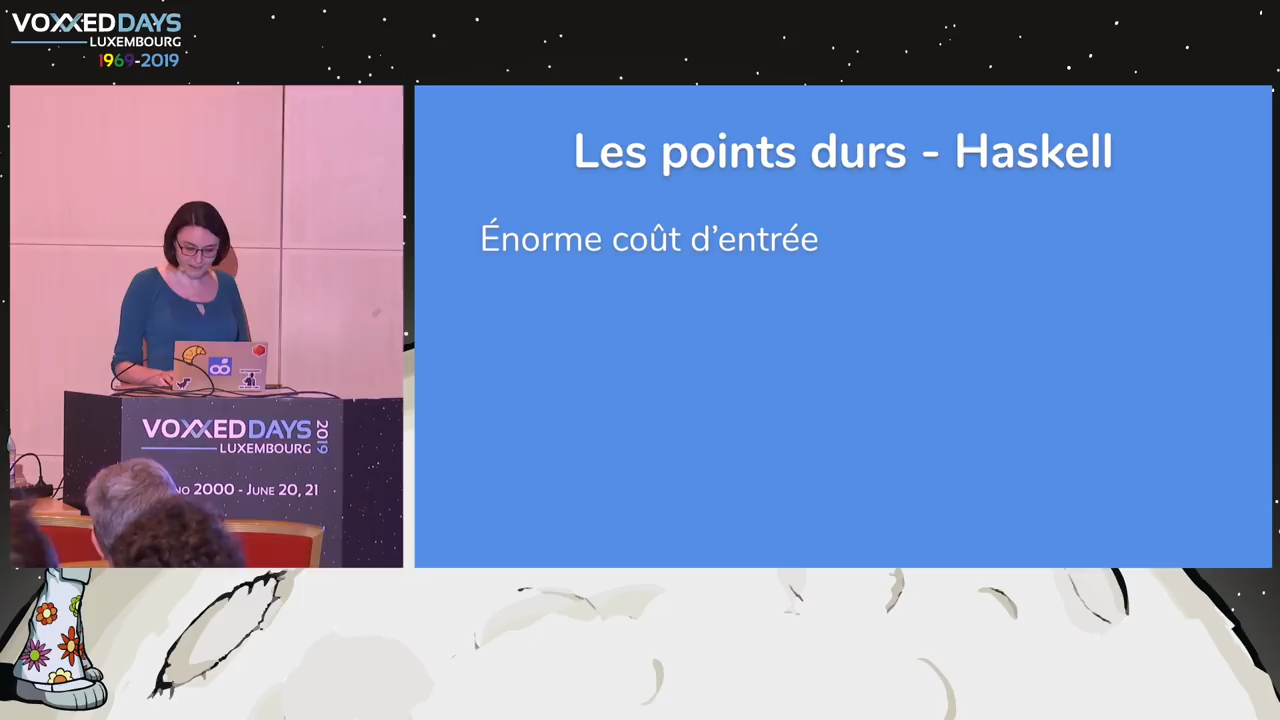 VOXXEDDAYS
LUXEMBOURG
1969-2019
Les points durs - Haskell
Énorme coût d'entrée
VOXXEDDAYS 2019
LUXEMBOURG
NO 2000 - JUNE 20, 21